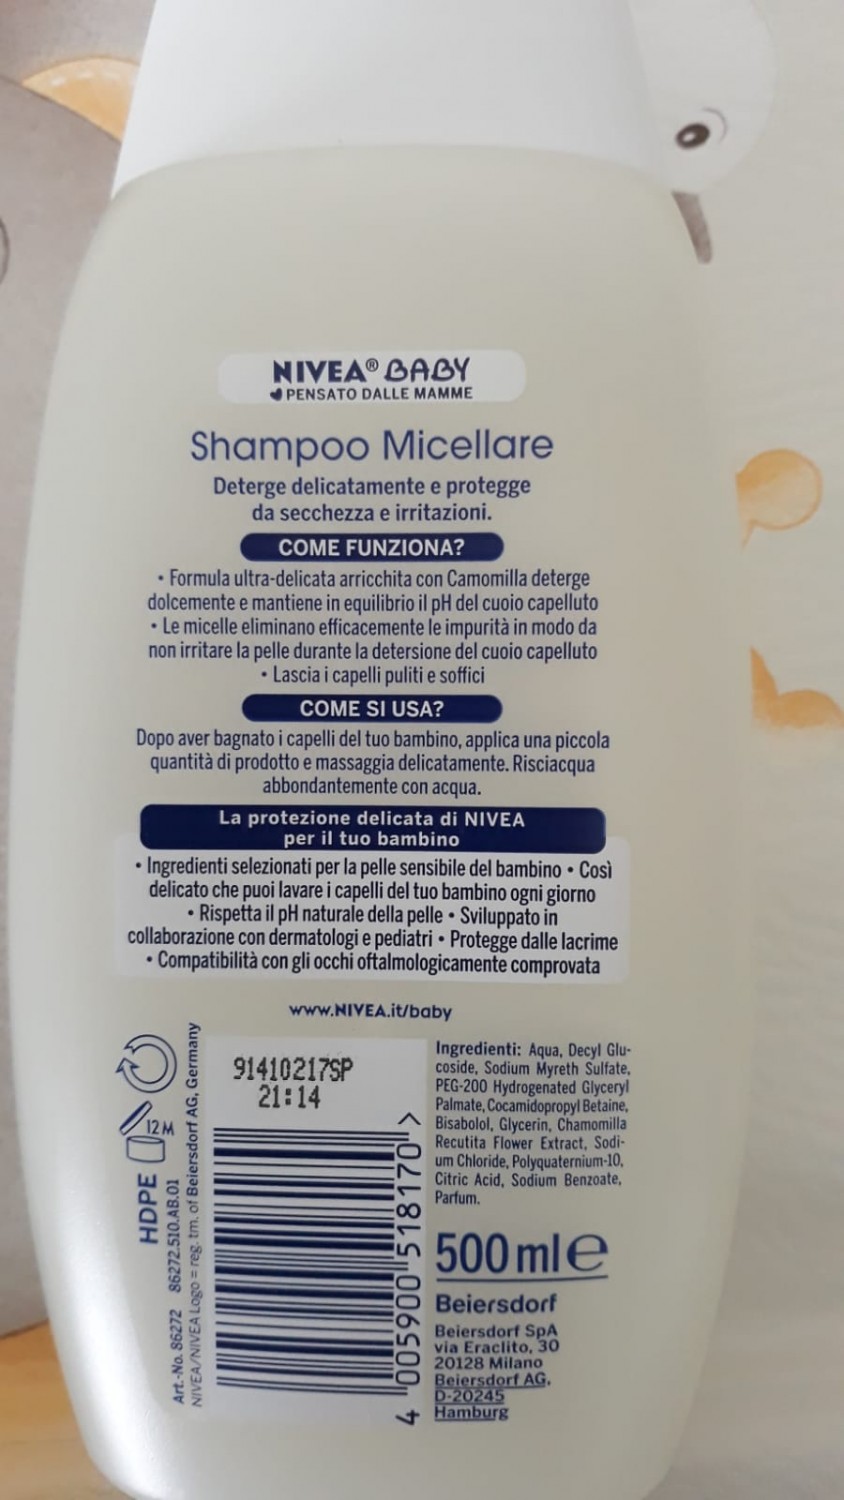 NIVEA® BABY
PENSATO DALLE MAMME
Shampoo Micellare
Deterge delicatamente e protegge
da secchezza e irritazioni.
COME FUNZIONA?
• Formula ultra-delicata arricchita con Camomilla deterge
dolcemente e mantiene in equilibrio il pH del cuoio capelluto
• Le micelle eliminano efficacemente le impurità in modo da
non irritare la pelle durante la detersione del cuoio capelluto
• Lascia i capelli puliti e soffici
COME SI USA?
Dopo aver bagnato i capelli del tuo bambino, applica una piccola
quantità di prodotto e massaggia delicatamente. Risciacqua
abbondantemente con acqua.
La protezione delicata di NIVEA
per il tuo bambino
• Ingredienti selezionati per la pelle sensibile del bambino • Così
delicato che puoi lavare i capelli del tuo bambino ogni giorno
• Rispetta il pH naturale della pelle • Sviluppato in
collaborazione con dermatologi e pediatri • Protegge dalle lacrime
• Compatibilità con gli occhi oftalmologicamente comprovata
www.NIVEA.it/baby
12M
HDPE
Art.-No. 86272 86272.510.AB.01
NIVEA/NIVEA Logo = reg. tm. of Beiersdorf AG, Germany
91410217SP
21:14
4 005900 518170 >
Ingredienti: Aqua, Decyl Glu-
coside, Sodium Myreth Sulfate,
PEG-200 Hydrogenated Glyceryl
Palmate, Cocamidopropyl Betaine,
Bisabolol, Glycerin, Chamomilla
Recutita Flower Extract, Sodi-
um Chloride, Polyquaternium-10,
Citric Acid, Sodium Benzoate,
Parfum.
500 ml e
Beiersdorf
Beiersdorf SpA
via Eraclito, 30
20128 Milano
Beiersdorf AG,
D-20245
Hamburg